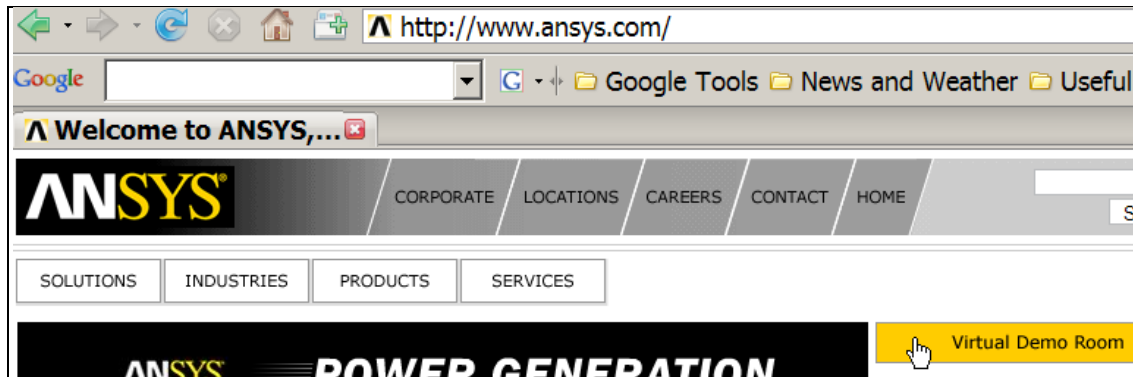 http://www.ansys.com/
Google G Google Tools News and Weather Useful
Welcome to ANSYS,...
ANSYS® CORPORATE LOCATIONS CAREERS CONTACT HOME
S
SOLUTIONS INDUSTRIES PRODUCTS SERVICES
Virtual Demo Room
ANSYS POWER GENERATION